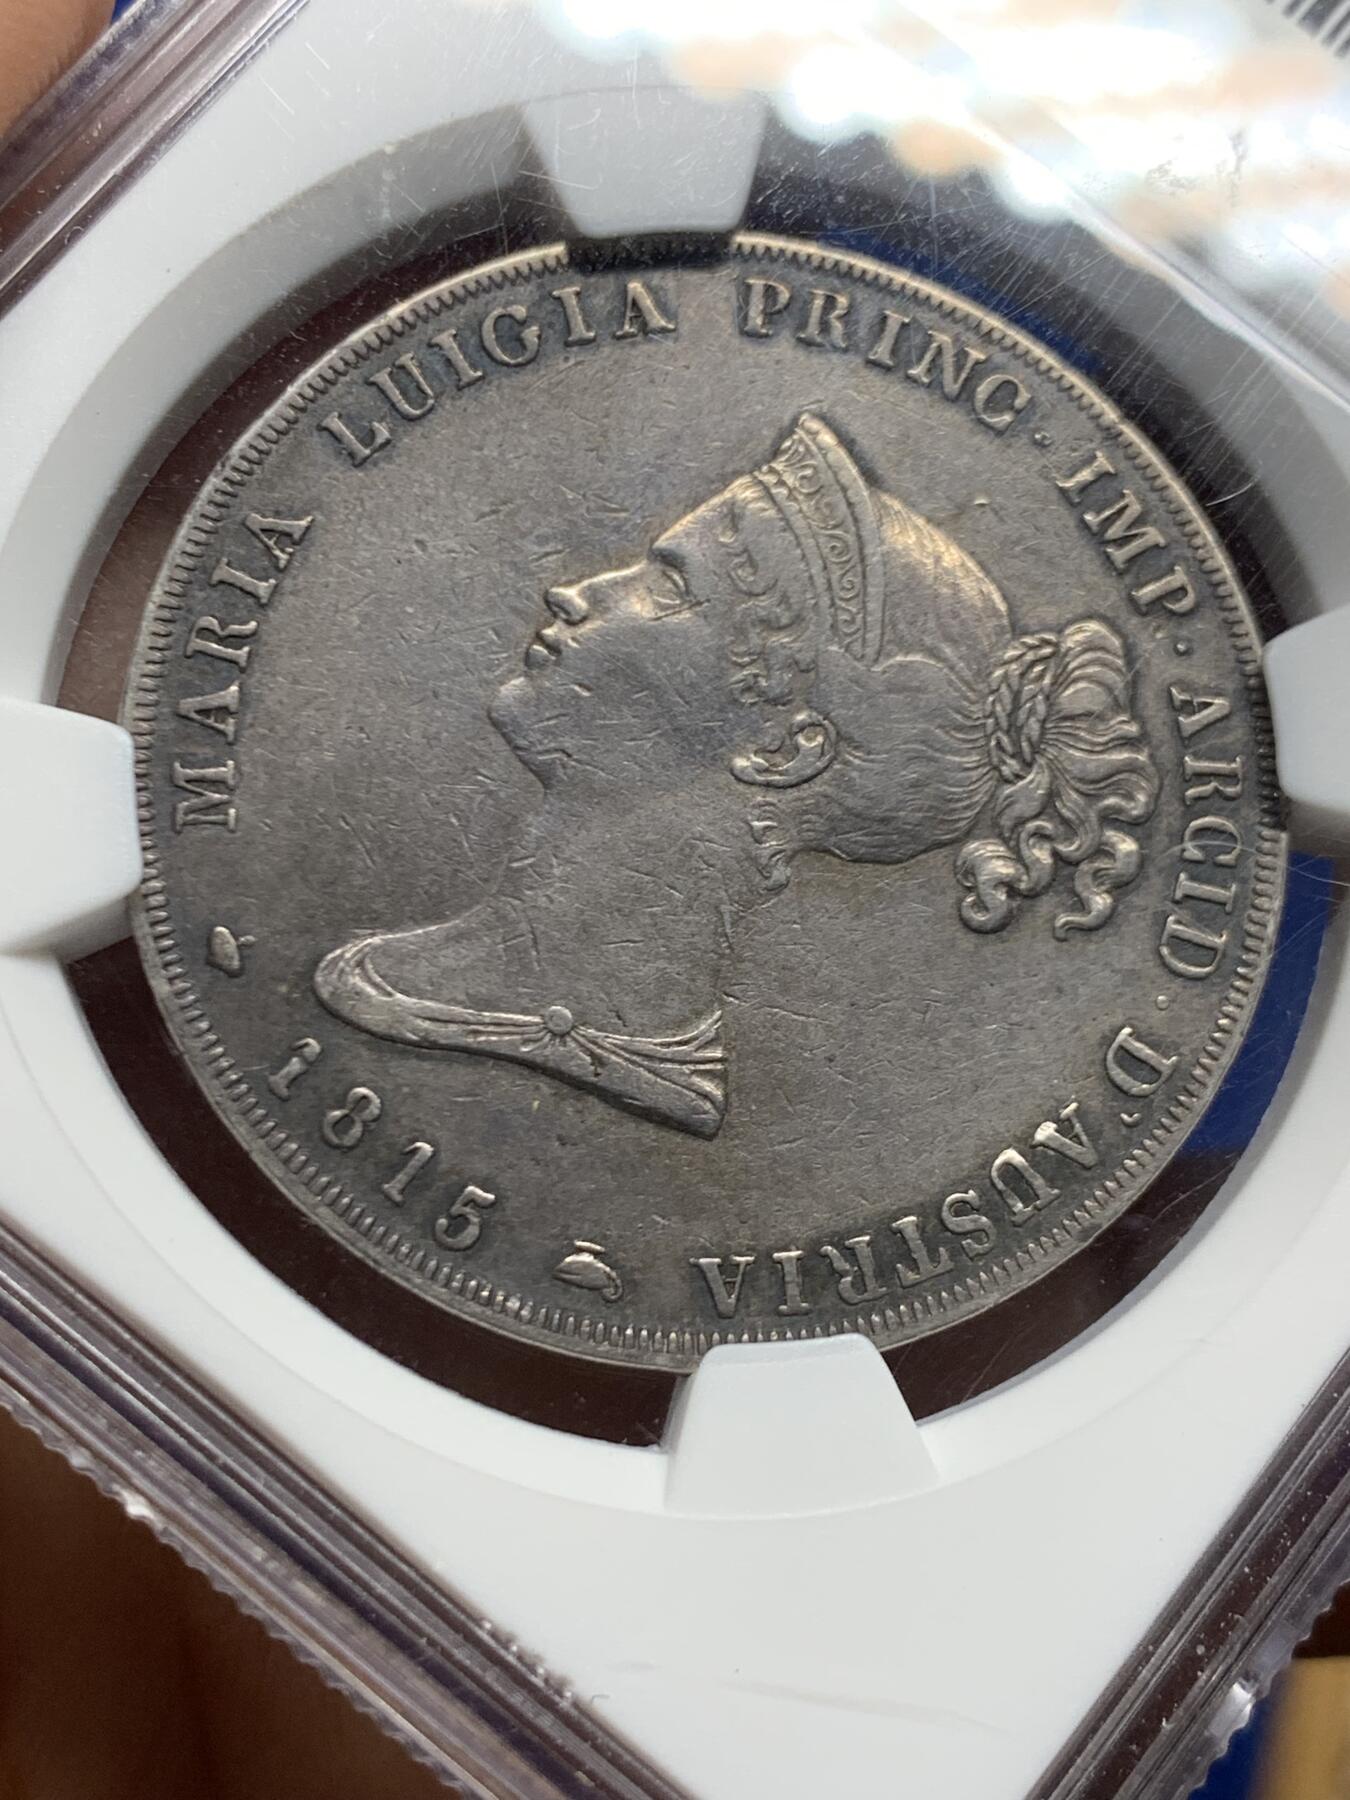 MARIA LUIGIA PRINC · IMP · ARCID · D'AUSTRIA
1815